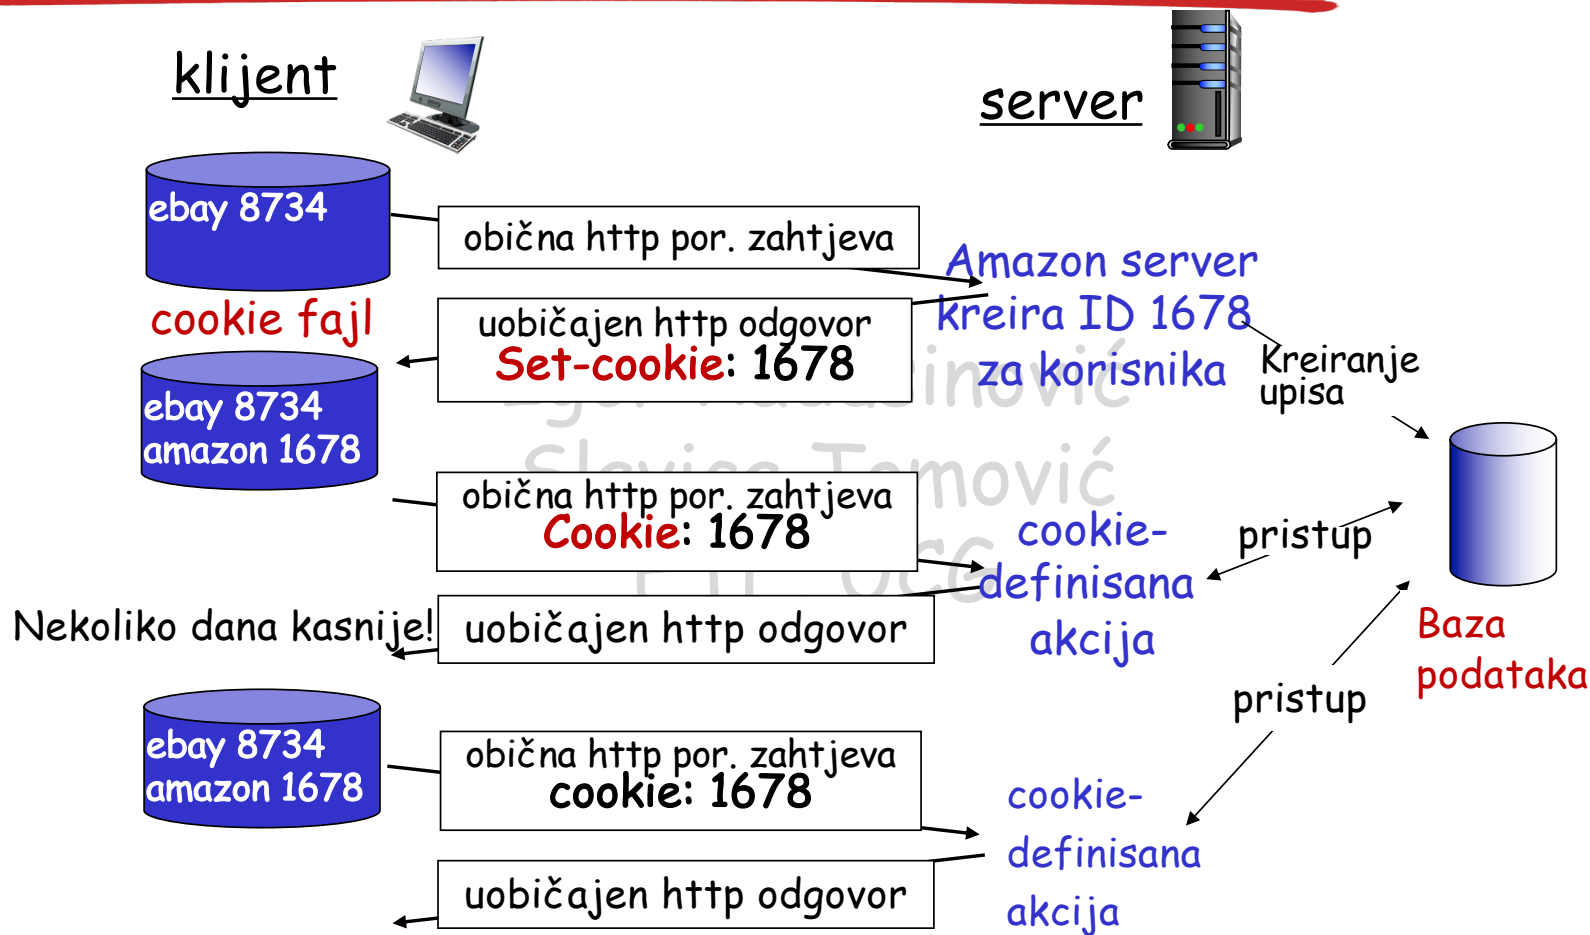 klijent
server
ebay 8734
obična http por. zahtjeva
cookie fajl
Amazon server
kreira ID 1678
za korisnika
uobičajen http odgovor
Set-cookie: 1678
Kreiranje
upisa
ebay 8734
amazon 1678
obična http por. zahtjeva
Cookie: 1678
cookie-
definisana
akcija
pristup
Nekoliko dana kasnije!
uobičajen http odgovor
Baza
podataka
pristup
ebay 8734
amazon 1678
obična http por. zahtjeva
cookie: 1678
cookie-
definisana
akcija
uobičajen http odgovor